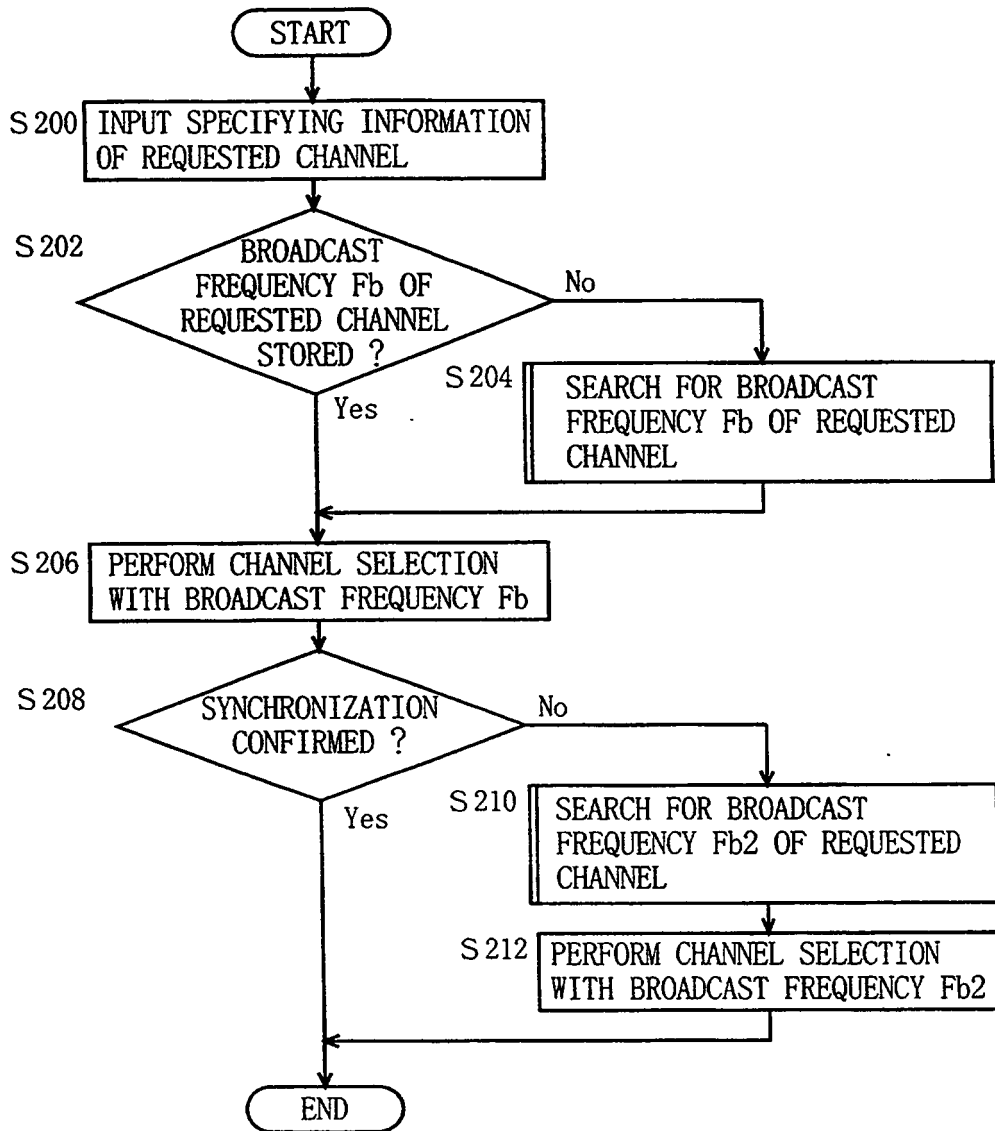 START
S200
INPUT SPECIFYING INFORMATION
OF REQUESTED CHANNEL
S202
BROADCAST
FREQUENCY Fb OF
REQUESTED CHANNEL
STORED ?
No
Yes
S204
SEARCH FOR BROADCAST
FREQUENCY Fb OF REQUESTED
CHANNEL
S206
PERFORM CHANNEL SELECTION
WITH BROADCAST FREQUENCY Fb
S208
SYNCHRONIZATION
CONFIRMED ?
No
Yes
S210
SEARCH FOR BROADCAST
FREQUENCY Fb2 OF REQUESTED
CHANNEL
S212
PERFORM CHANNEL SELECTION
WITH BROADCAST FREQUENCY Fb2
END